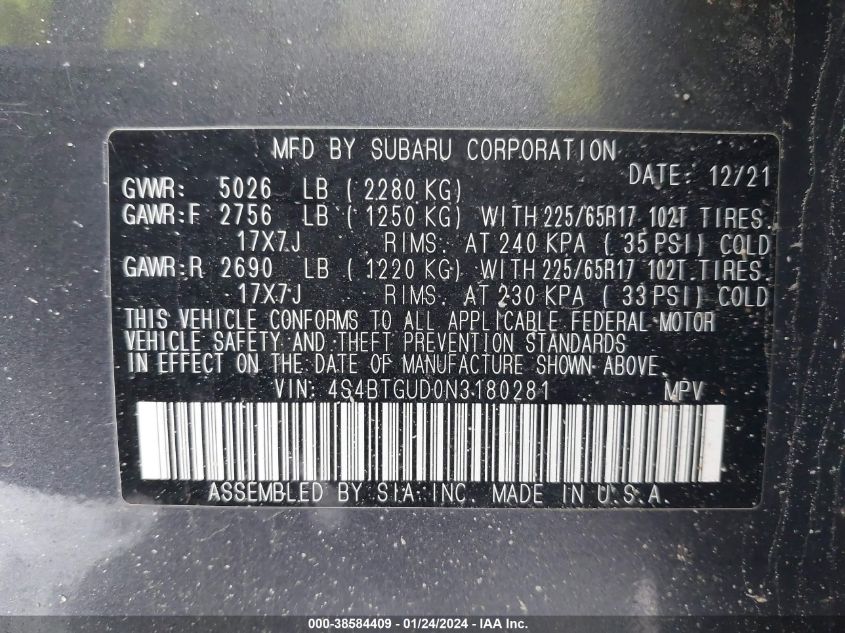 MFD BY SUBARU CORPORATION
DATE: 12/21
GVWR: 5026 LB ( 2280 KG)
GAWR:F 2756 LB ( 1250 KG) WITH 225/65R17 102T TIRES.
17X7J RIMS. AT 240 KPA ( 35 PSI) COLD
GAWR:R 2690 LB ( 1220 KG) WITH 225/65R17 102T.TIRES.
17X7J RIMS. AT 230 KPA ( 33 PSI) COLD
THIS VEHICLE CONFORMS TO ALL APPLICABLE FEDERAL MOTOR
VEHICLE SAFETY AND THEFT PREVENTION STANDARDS
IN EFFECT ON THE DATE OF MANUFACTURE SHOWN ABOVE.
VIN: 4S4BTGUD0N3180281 MPV
ASSEMBLED BY SIA INC. MADE IN U.S.A.
000-38584409 - 01/24/2024 - IAA Inc.